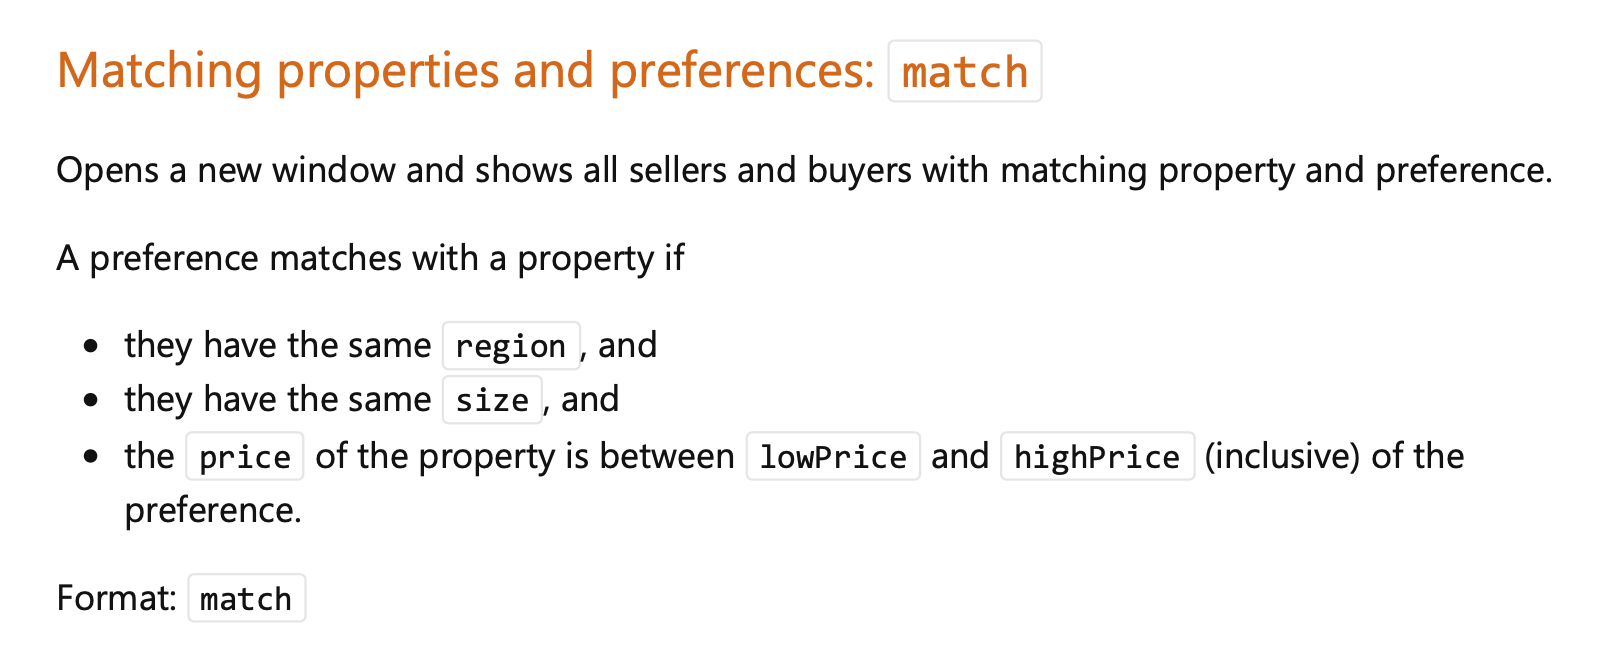 Matching properties and preferences: match
Opens a new window and shows all sellers and buyers with matching property and preference.
A preference matches with a property if
• they have the same region, and
• they have the same size, and
• the price of the property is between lowPrice and highPrice (inclusive) of the
preference.
Format: match